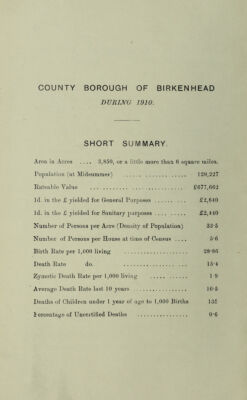 COUNTY BOROUGH OF BIRKENHEAD
DURING 1910.
SHORT SUMMARY.
Area in Acres .... 3,850, or a little more than 6 square miles.
Population (at Midsummer) ................ 120,227
Rateable Value ........................ £677,662
1d. in the £ yielded for General Purposes ........ £2,640
1d. in the £ yielded for Sanitary purposes ........ £2,440
Number of Persons per Acre (Density of Population) 33·5
Number of Persons per House at time of Census .... 5·6
Birth Rate per 1,000 living .................. 28·66
Death Rate do. .................. 15·4
Zymotic Death Rate per 1,000 living .......... 1·9
Average Death Rate last 10 years .............. 16·5
Deaths of Children under 1 year of age to 1,000 Births
Percentage of Uncertified Deaths .............. 0·6